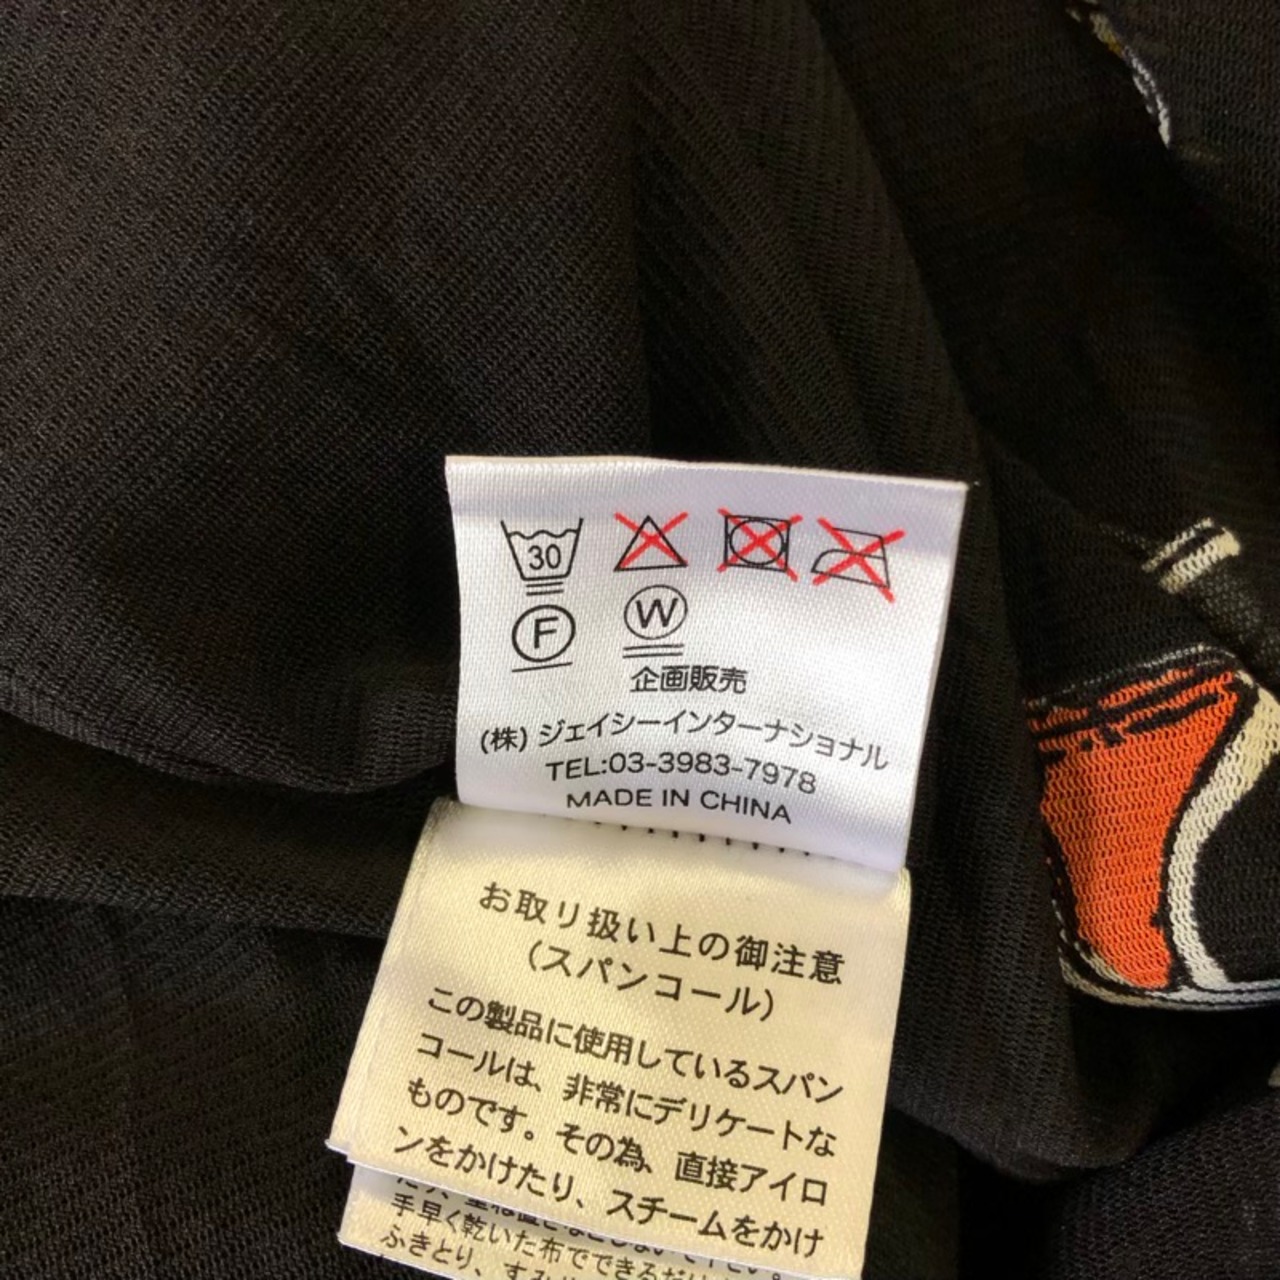 30
F W
企画販売
(株) ジェイシーインターナショナル
TEL:03-3983-7978
MADE IN CHINA
お取り扱い上の御注意
(スパンコール)
この製品に使用しているスパン
コールは、非常にデリケートな
ものです。その為、直接アイロ
ンをかけたり、スチームをかけ
手早く乾いた布でできるだけ
ふきとり、